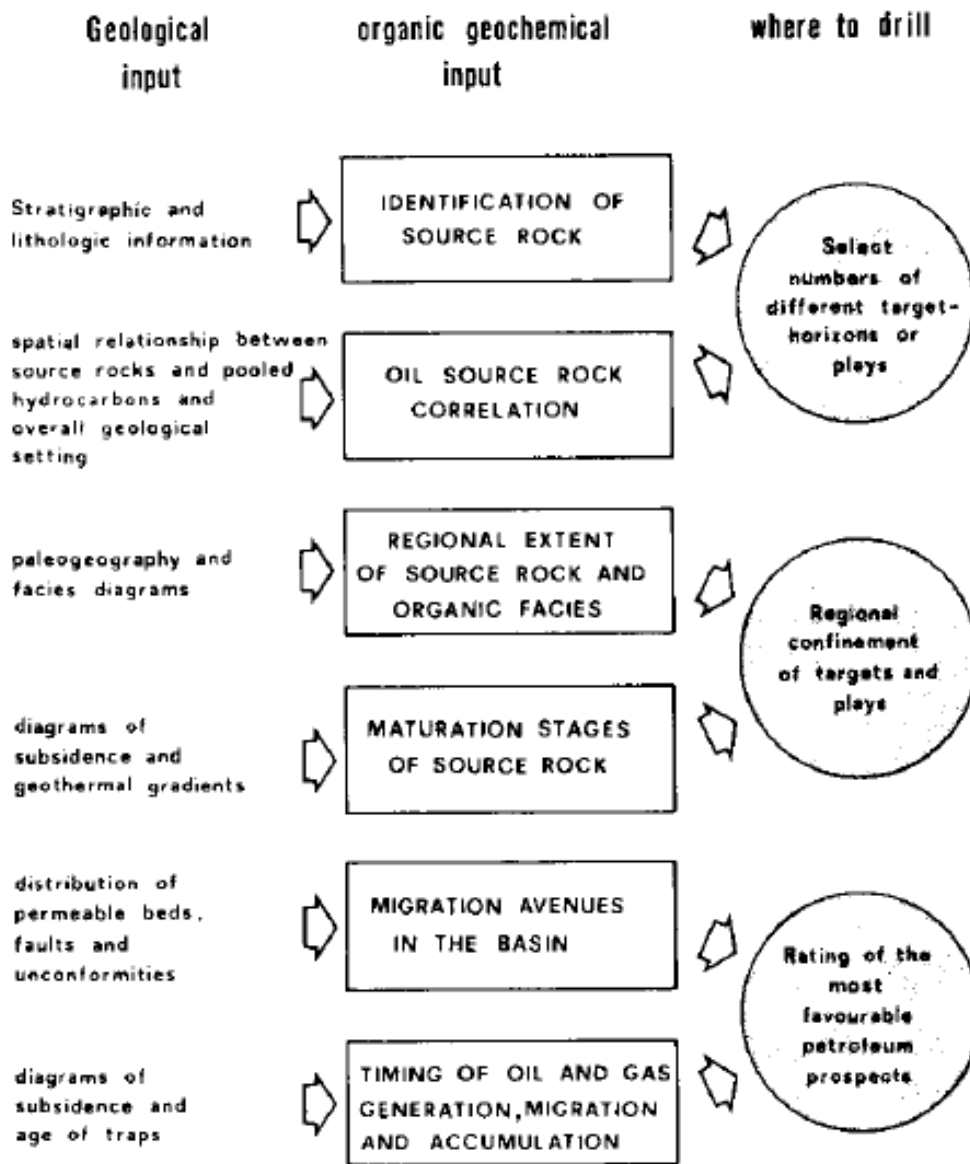 Geological
input
organic geochemical
input
where to drill
Stratigraphic and
lithologic information
IDENTIFICATION OF
SOURCE ROCK
Select
numbers of
different target-
horizons or
plays
spatial relationship between
source rocks and pooled
hydrocarbons and
overall geological
setting
OIL SOURCE ROCK
CORRELATION
paleogeography and
facies diagrams
REGIONAL EXTENT
OF SOURCE ROCK AND
ORGANIC FACIES
Regional
confinement
of targets and
plays
diagrams of
subsidence and
geothermal gradients
MATURATION STAGES
OF SOURCE ROCK
distribution of
permeable beds,
faults and
unconformities
MIGRATION AVENUES
IN THE BASIN
Rating of the
most
favourable
petroleum
prospects
diagrams of
subsidence and
age of traps
TIMING OF OIL AND GAS
GENERATION, MIGRATION
AND ACCUMULATION